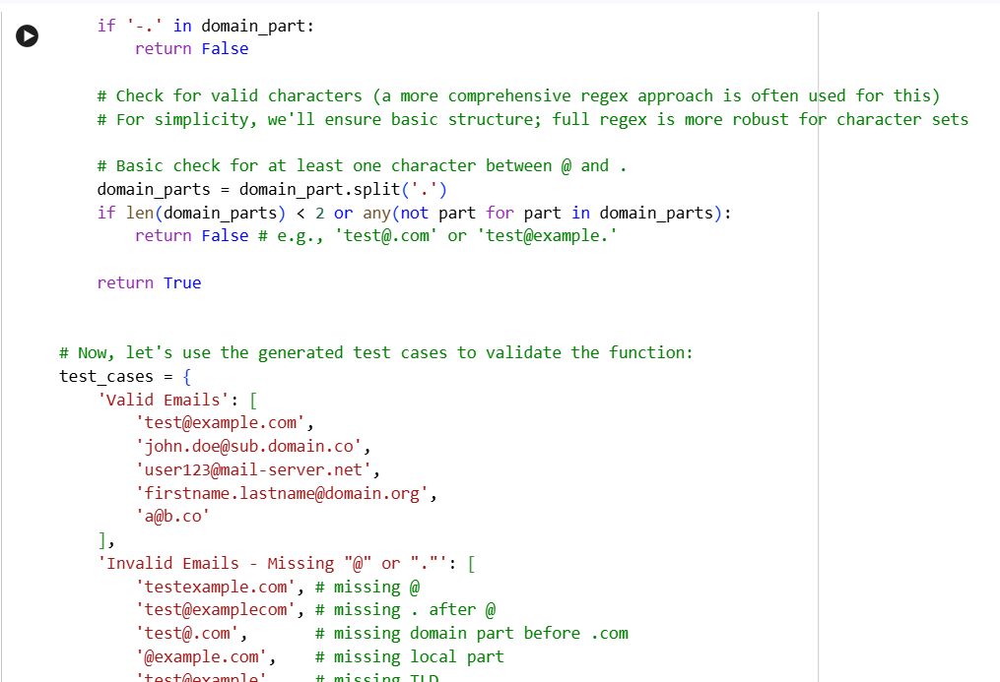 if '-.' in domain_part:
return False
# Check for valid characters (a more comprehensive regex approach is often used for this)
# For simplicity, we'll ensure basic structure; full regex is more robust for character sets
# Basic check for at least one character between @ and .
domain_parts = domain_part.split('.')
if len(domain_parts) < 2 or any(not part for part in domain_parts):
return False # e.g., 'test@.com' or 'test@example.'
return True
# Now, let's use the generated test cases to validate the function:
test_cases = {
'Valid Emails': [
'test@example.com',
'john.doe@sub.domain.co',
'user123@mail-server.net',
'firstname.lastname@domain.org',
'a@b.co'
],
'Invalid Emails - Missing "@" or "."': [
'testexample.com', # missing @
'test@examplecom', # missing . after @
'test@.com', # missing domain part before .com
'@example.com', # missing local part
'test@example' # missing TLD